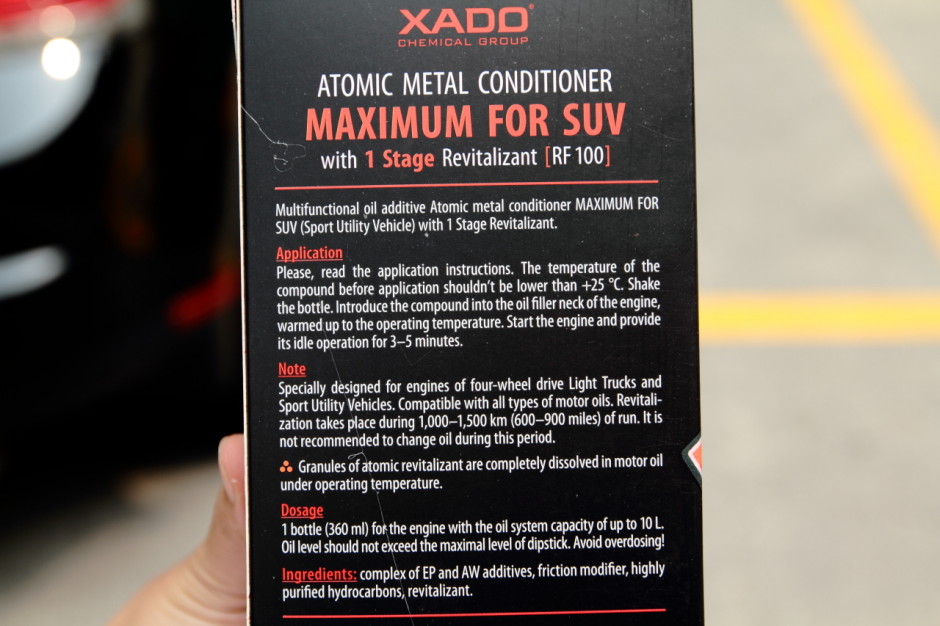 XADO®
CHEMICAL GROUP
ATOMIC METAL CONDITIONER
MAXIMUM FOR SUV
with 1 Stage Revitalizant [RF 100]
Multifunctional oil additive Atomic metal conditioner MAXIMUM FOR
SUV (Sport Utility Vehicle) with 1 Stage Revitalizant.
Application
Please, read the application instructions. The temperature of the
compound before application shouldn't be lower than +25 °C. Shake
the bottle. Introduce the compound into the oil filler neck of the engine,
warmed up to the operating temperature. Start the engine and provide
its idle operation for 3–5 minutes.
Note
Specially designed for engines of four-wheel drive Light Trucks and
Sport Utility Vehicles. Compatible with all types of motor oils. Revitali-
zation takes place during 1,000–1,500 km (600–900 miles) of run. It is
not recommended to change oil during this period.
Granules of atomic revitalizant are completely dissolved in motor oil
under operating temperature.
Dosage
1 bottle (360 ml) for the engine with the oil system capacity of up to 10 L.
Oil level should not exceed the maximal level of dipstick. Avoid overdosing!
Ingredients: complex of EP and AW additives, friction modifier, highly
purified hydrocarbons, revitalizant.